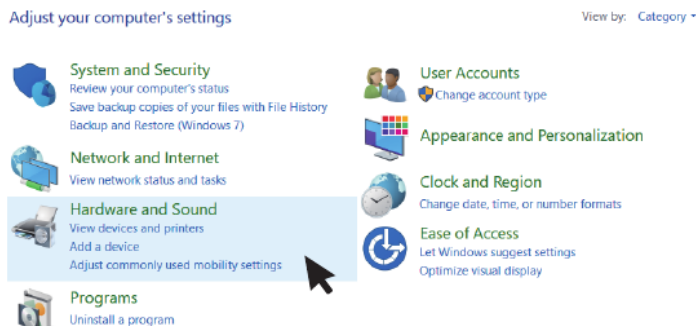 Adjust your computer's settings
View by: Category
System and Security
Review your computer's status
Save backup copies of your files with File History
Backup and Restore (Windows 7)
Network and Internet
View network status and tasks
Hardware and Sound
View devices and printers
Add a device
Adjust commonly used mobility settings
Programs
Uninstall a program
User Accounts
Change account type
Appearance and Personalization
Clock and Region
Change date, time, or number formats
Ease of Access
Let Windows suggest settings
Optimize visual display